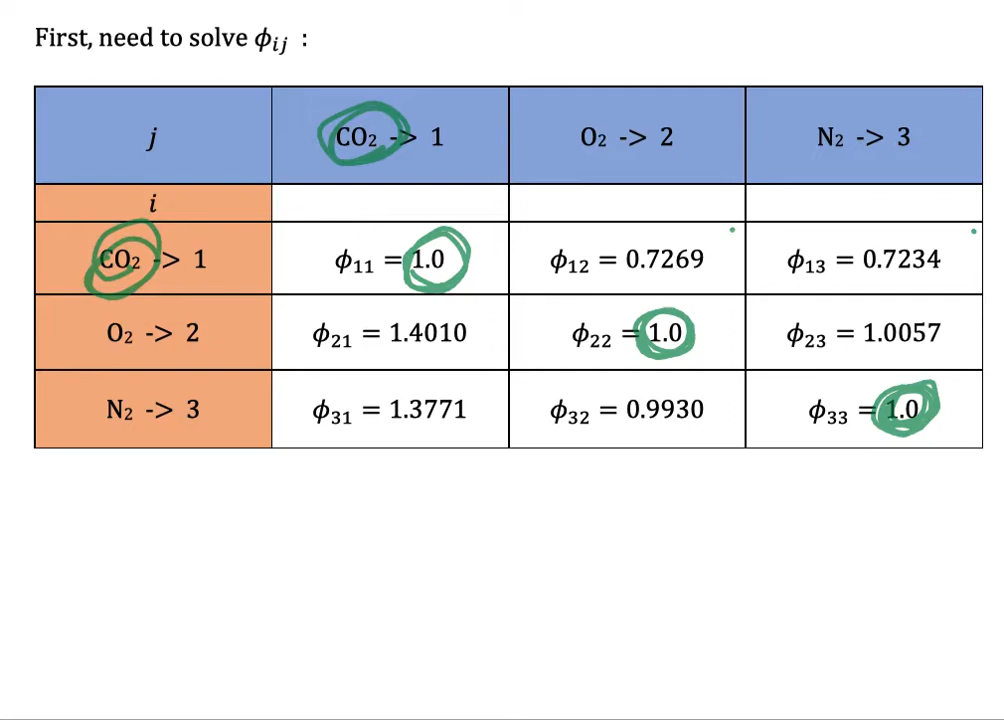 First, need to solve ϕᵢⱼ :
j CO₂ -> 1 O₂ -> 2 N₂ -> 3
i
CO₂ -> 1 ϕ₁₁ = 1.0 ϕ₁₂ = 0.7269 ϕ₁₃ = 0.7234
O₂ -> 2 ϕ₂₁ = 1.4010 ϕ₂₂ = 1.0 ϕ₂₃ = 1.0057
N₂ -> 3 ϕ₃₁ = 1.3771 ϕ₃₂ = 0.9930 ϕ₃₃ = 1.0